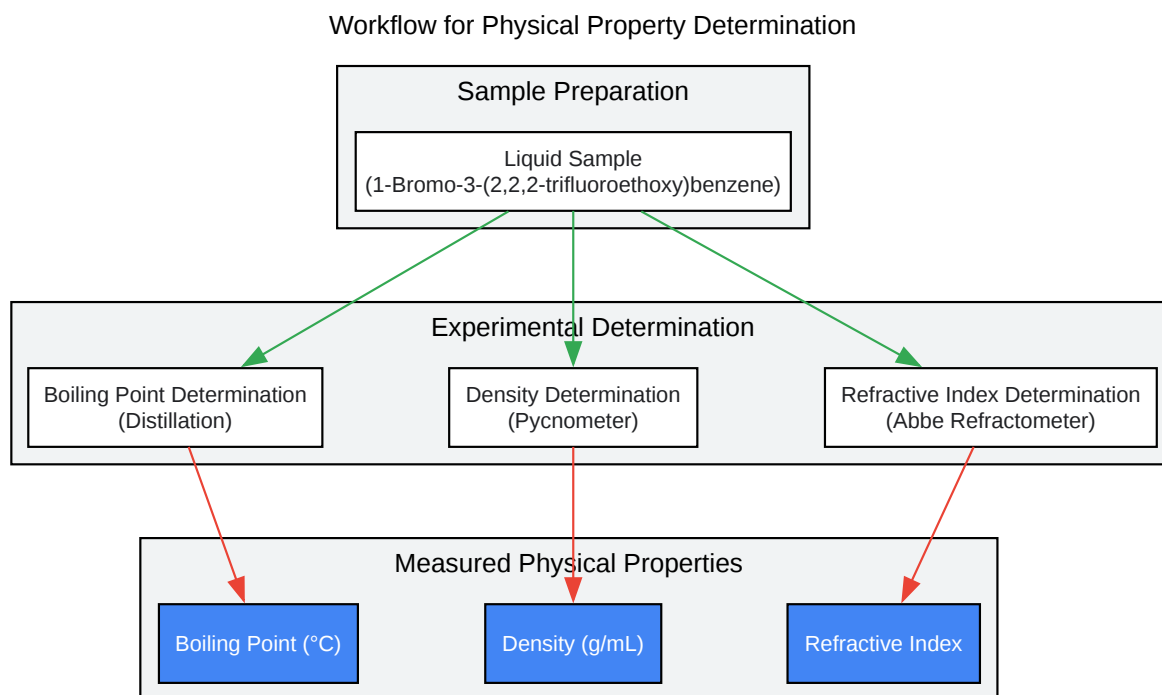 Workflow for Physical Property Determination
Sample Preparation
Liquid Sample
(1-Bromo-3-(2,2,2-trifluoroethoxy)benzene)
Experimental Determination
Boiling Point Determination
(Distillation)
Density Determination
(Pycnometer)
Refractive Index Determination
(Abbe Refractometer)
Measured Physical Properties
Boiling Point (°C)
Density (g/mL)
Refractive Index